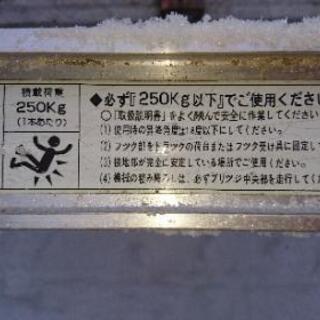 積載荷重
250Kg
(1本あたり)
◆必ず『250Kg以下』でご使用ください
○「取扱説明書」をよく読んで安全に作業してください。
(1) 使用時の昇降角度は15度以下にしてください。
(2) フック部をトラックの荷台またはフック受け具に固定して
(3) 接地部が完全に安定している場所でご使用ください。
(4) 機械の積み降ろしは、必ずブリッジ中央部を走行してくだ